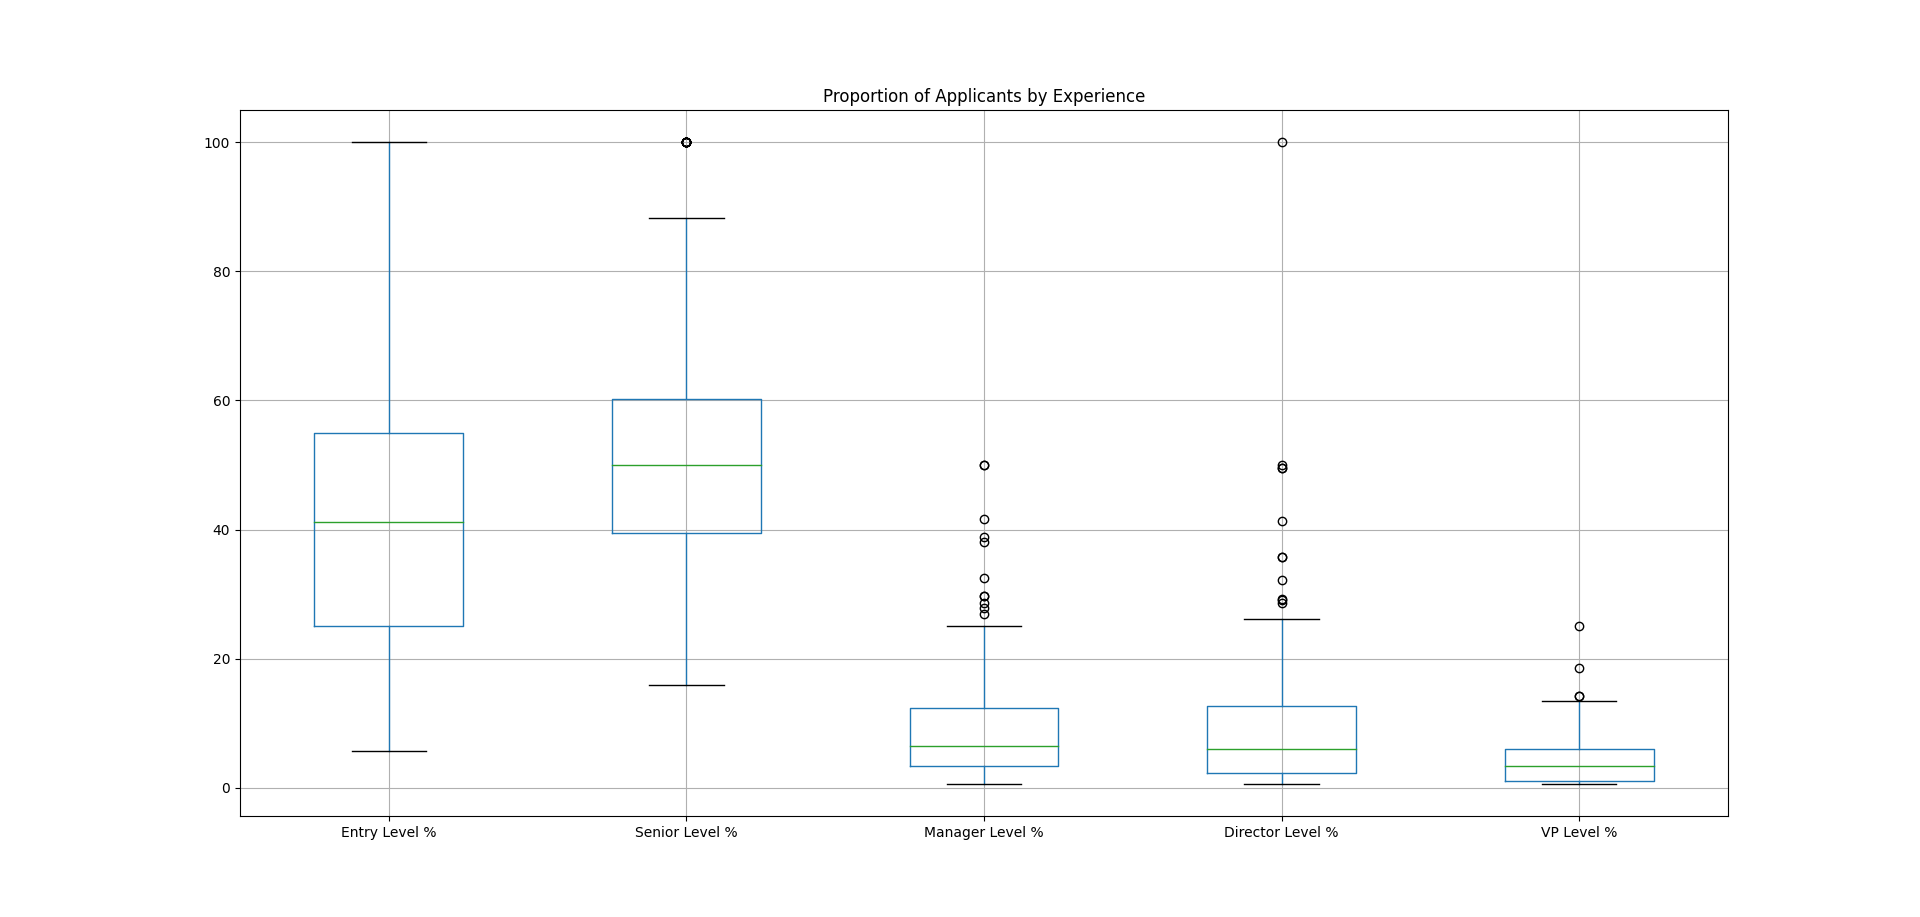 Proportion of Applicants by Experience
100
80
60
40
20
0
Entry Level %
Senior Level %
Manager Level %
Director Level %
VP Level %